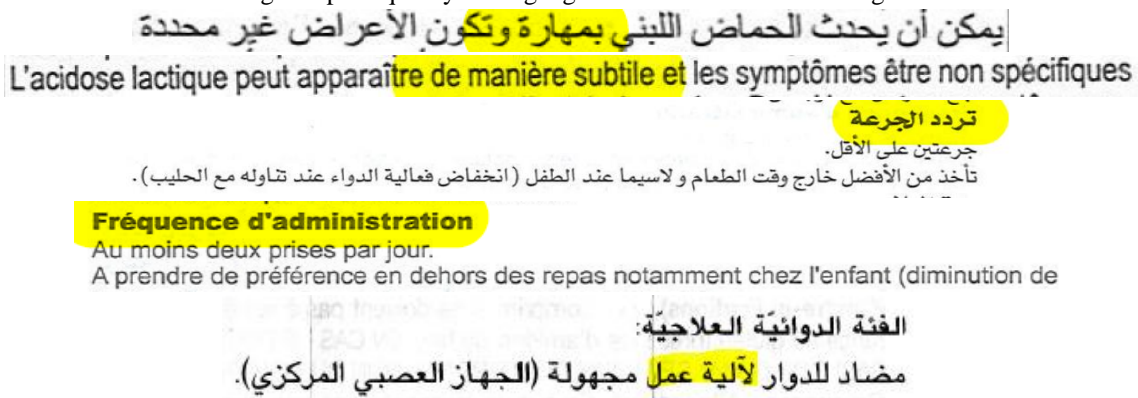 يمكن أن يحدث الحماض اللبني بمهارة وتكون الأعراض غير محددة
L'acidose lactique peut apparaître de manière subtile et les symptômes être non spécifiques
تردد الجرعة
جرعتين على الأقل.
تأخذ من الأفضل خارج وقت الطعام و لاسيما عند الطفل (انخفاض فعالية الدواء عند تناوله مع الحليب).
Fréquence d'administration
Au moins deux prises par jour.
A prendre de préférence en dehors des repas notamment chez l'enfant (diminution de
الفئة الدوائيّة العلاجيّة:
مضاد للدوار لآلية عمل مجهولة (الجهاز العصبي المركزي).